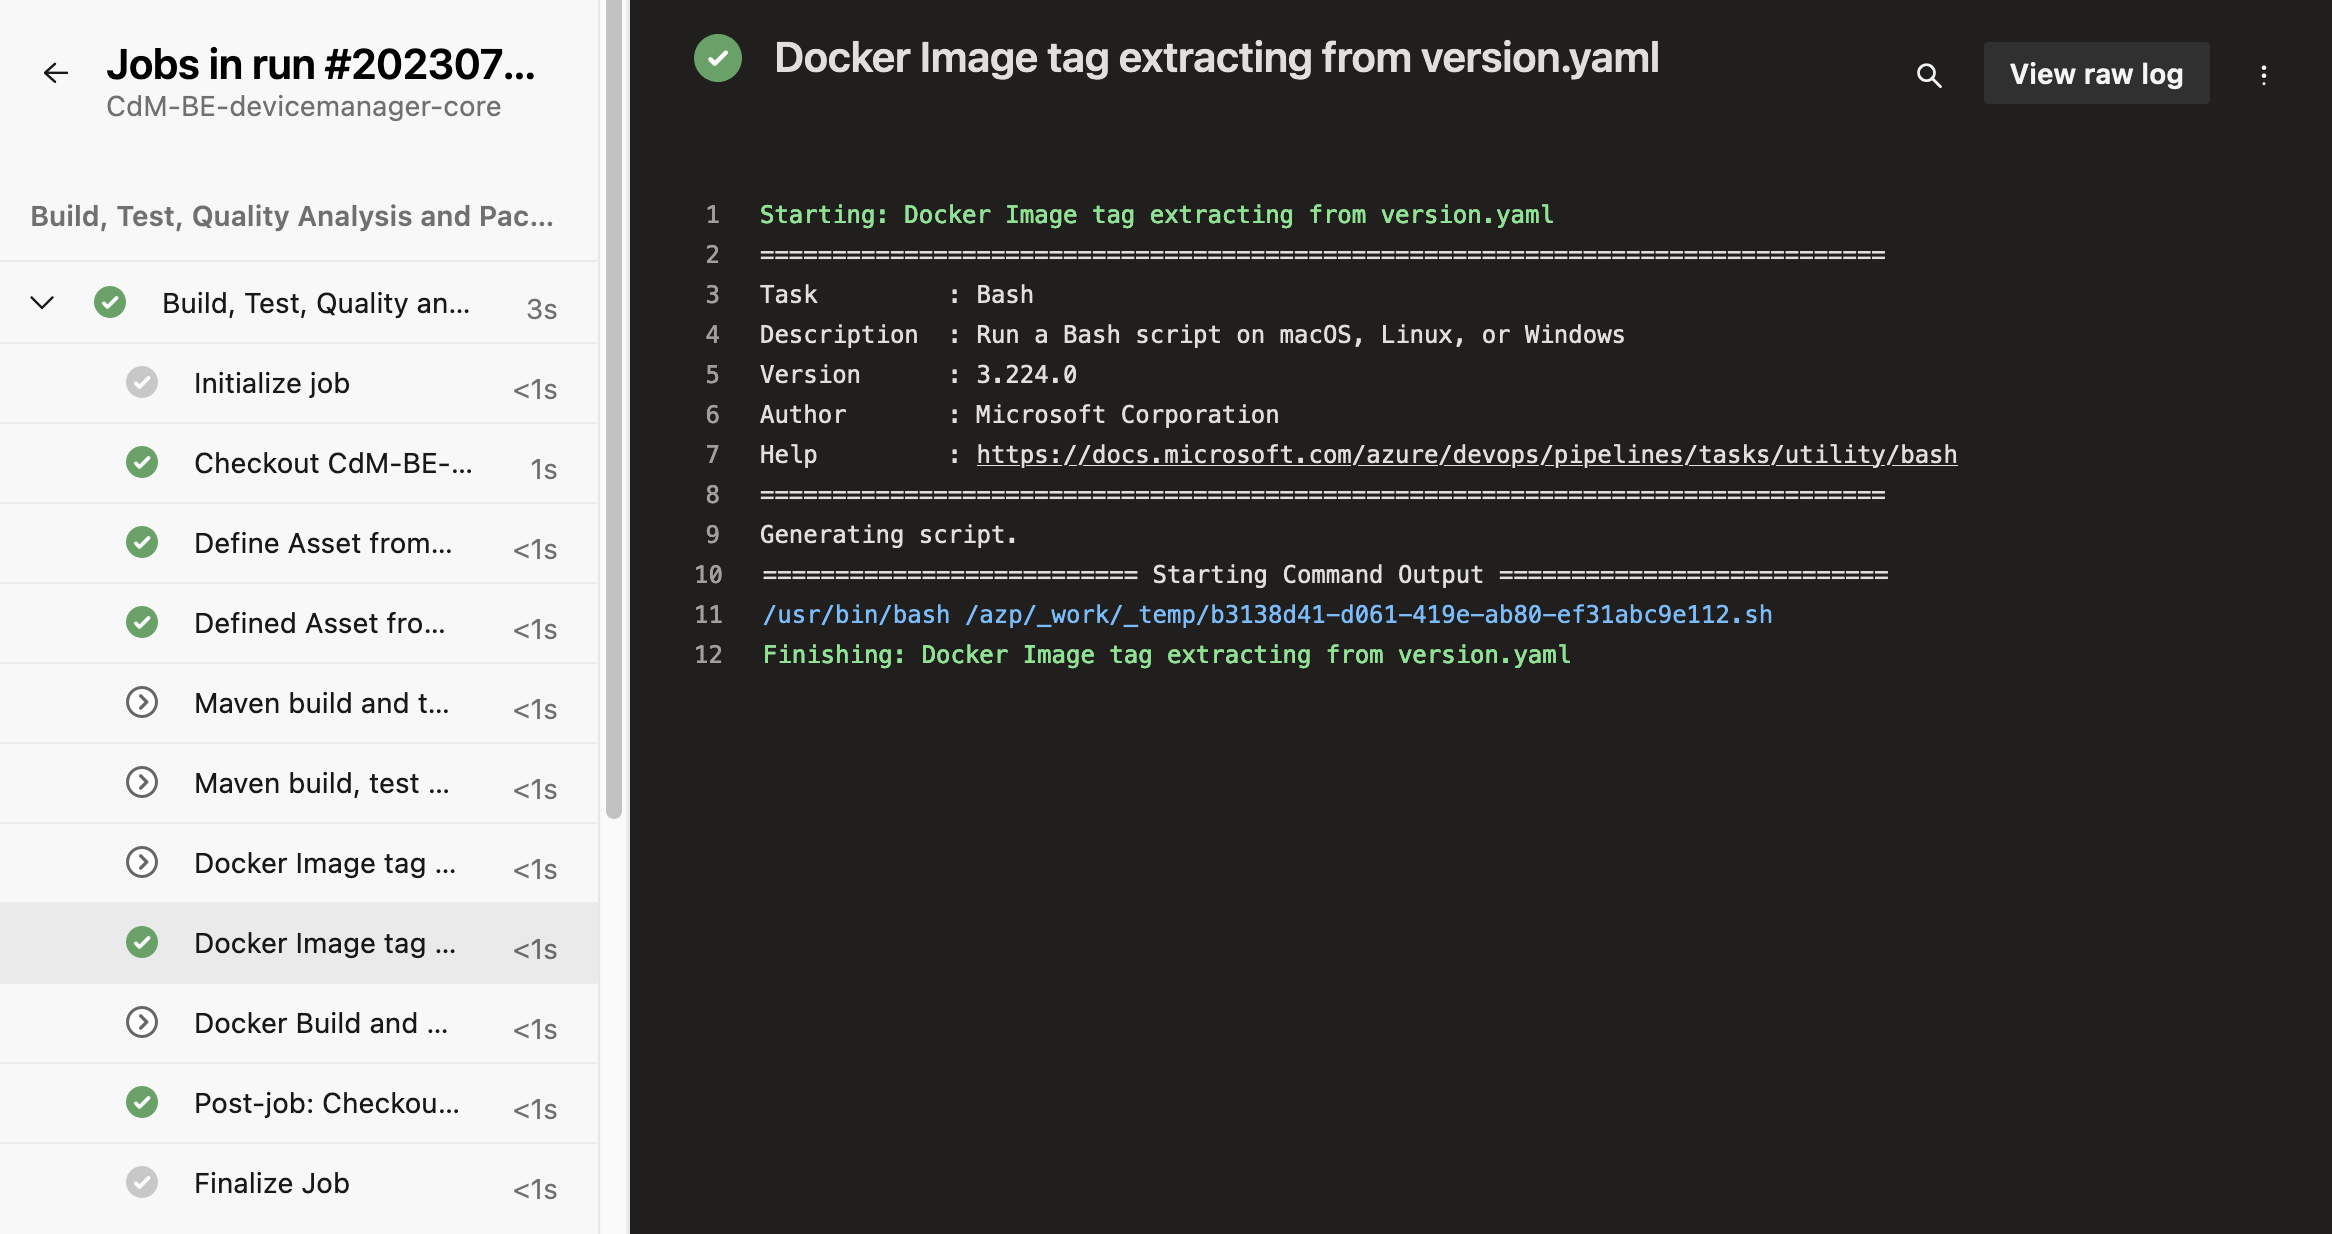 Jobs in run #202307...
CdM-BE-devicemanager-core
Build, Test, Quality Analysis and Pac...
Build, Test, Quality an... 3s
Initialize job <1s
Checkout CdM-BE-... 1s
Define Asset from... <1s
Defined Asset fro... <1s
Maven build and t... <1s
Maven build, test ... <1s
Docker Image tag ... <1s
Docker Image tag ... <1s
Docker Build and ... <1s
Post-job: Checkou... <1s
Finalize Job <1s
Docker Image tag extracting from version.yaml
View raw log
1 Starting: Docker Image tag extracting from version.yaml
2 ==============================================================================
3 Task : Bash
4 Description : Run a Bash script on macOS, Linux, or Windows
5 Version : 3.224.0
6 Author : Microsoft Corporation
7 Help : https://docs.microsoft.com/azure/devops/pipelines/tasks/utility/bash
8 ==============================================================================
9 Generating script.
10 ========================== Starting Command Output ===========================
11 /usr/bin/bash /azp/_work/_temp/b3138d41-d061-419e-ab80-ef31abc9e112.sh
12 Finishing: Docker Image tag extracting from version.yaml